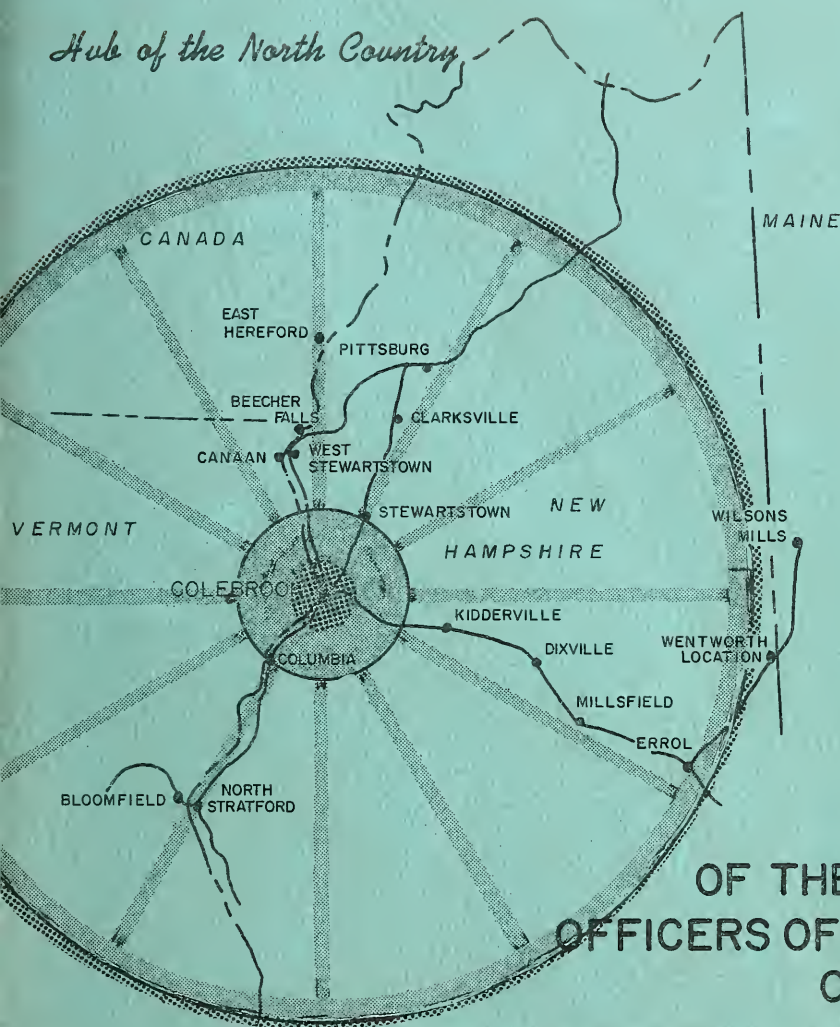 Hub of the North Country
CANADA
MAINE
EAST
HEREFORD
PITTSBURG
BEECHER
FALLS
CLARKSVILLE
CANAAN
WEST
STEWARTSTOWN
VERMONT
STEWARTSTOWN
NEW
HAMPSHIRE
WILSONS
MILLS
COLEBROO
KIDDERVILLE
COLUMBIA
DIXVILLE
WENTWORTH
LOCATION
MILLSFIELD
ERROL
BLOOMFIELD
NORTH
STRATFORD
OF THE
OFFICERS OF